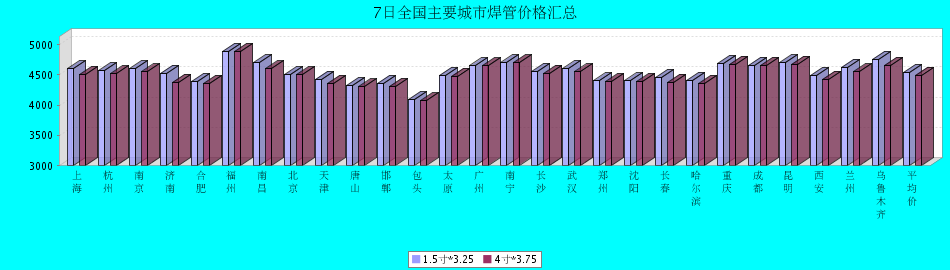 7日全国主要城市焊管价格汇总
5000
4500
4000
3500
3000
上海 杭州 南京 济南 合肥 福州 南昌 北京 天津 唐山 邯郸 包头 太原 广州 南宁 长沙 武汉 郑州 沈阳 长春 哈尔滨 重庆 成都 昆明 西安 兰州 乌鲁木齐 平均价
1.5寸*3.25 4寸*3.75